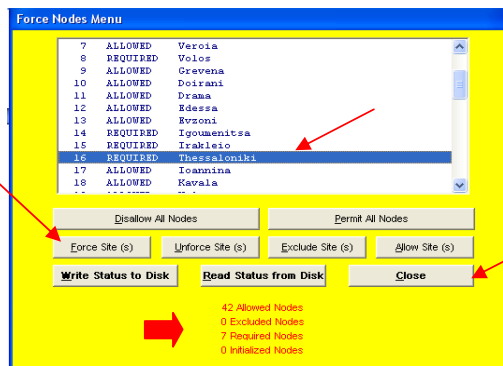 Force Nodes Menu
7 ALLOWED Veroia
8 REQUIRED Volos
9 ALLOWED Grevena
10 ALLOWED Doirani
11 ALLOWED Drama
12 ALLOWED Edessa
13 ALLOWED Evzoni
14 REQUIRED Igoumenitsa
15 REQUIRED Irakleio
16 REQUIRED Thessaloniki
17 ALLOWED Ioannina
18 ALLOWED Kavala
Disallow All Nodes Permit All Nodes
Force Site (s) Unforce Site (s) Exclude Site (s) Allow Site (s)
Write Status to Disk Read Status from Disk Close
42 Allowed Nodes
0 Excluded Nodes
7 Required Nodes
0 Initialized Nodes